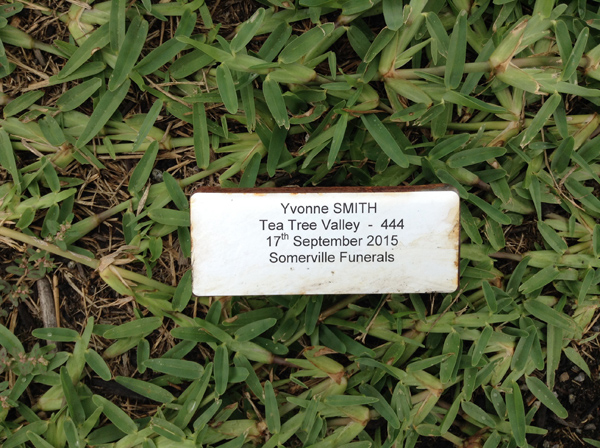 Yvonne SMITH
Tea Tree Valley - 444
17th September 2015
Somerville Funerals